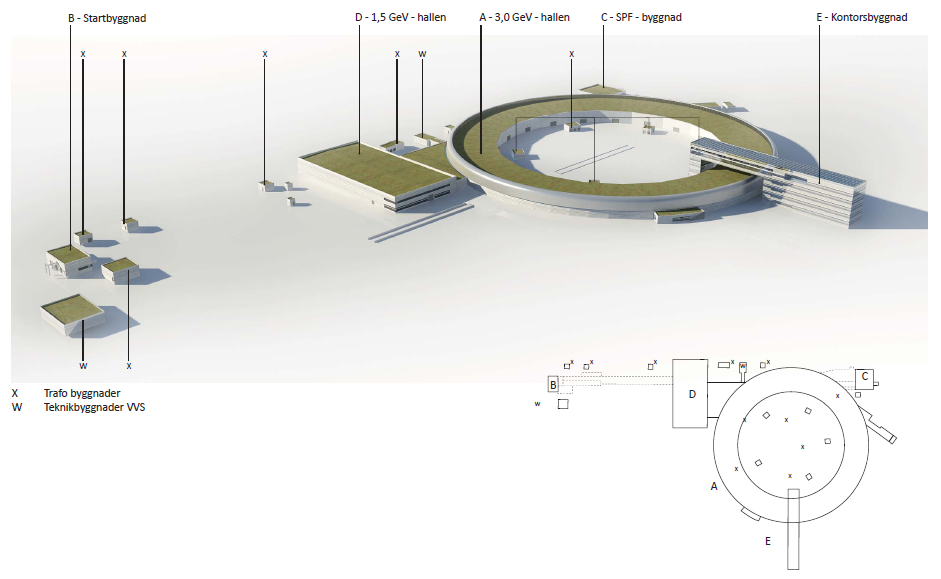 B - Startbyggnad
D - 1,5 GeV - hallen
A - 3,0 GeV - hallen
C - SPF - byggnad
E - Kontorsbyggnad
X
X
X
X
W
X
W
X
X Trafo byggnader
W Teknikbyggnader VVS
X
X
X
X
W
X
B
W
D
C
X
X
X
X
X
X
A
E